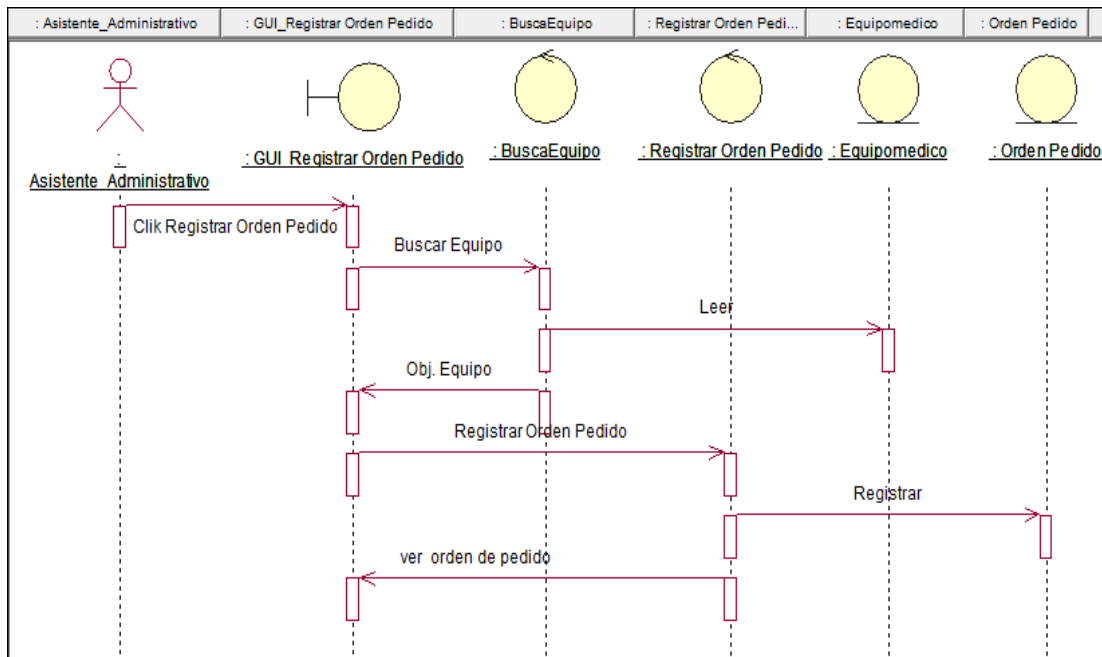 : Asistente_Administrativo
: GUI_Registrar Orden Pedido
: BuscaEquipo
: Registrar Orden Pedi...
: Equipomedico
: Orden Pedido
:
Asistente_Administrativo
: GUI_Registrar Orden Pedido
: BuscaEquipo
: Registrar Orden Pedido
: Equipomedico
: Orden Pedido
Clik Registrar Orden Pedido
Buscar Equipo
Leer
Obj. Equipo
Registrar Orden Pedido
Registrar
ver orden de pedido